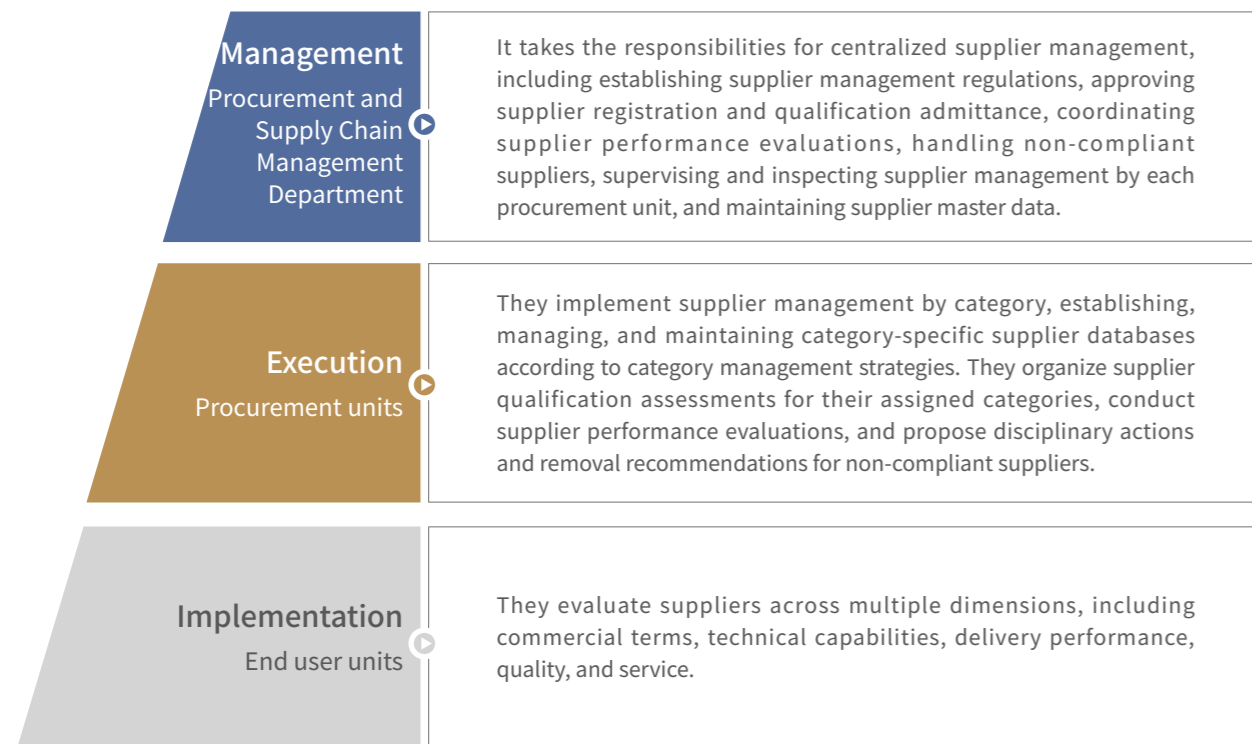 Management
Procurement and
Supply Chain
Management
Department
It takes the responsibilities for centralized supplier management,
including establishing supplier management regulations, approving
supplier registration and qualification admittance, coordinating
supplier performance evaluations, handling non-compliant
suppliers, supervising and inspecting supplier management by each
procurement unit, and maintaining supplier master data.
Execution
Procurement units
They implement supplier management by category, establishing,
managing, and maintaining category-specific supplier databases
according to category management strategies. They organize supplier
qualification assessments for their assigned categories, conduct
supplier performance evaluations, and propose disciplinary actions
and removal recommendations for non-compliant suppliers.
Implementation
End user units
They evaluate suppliers across multiple dimensions, including
commercial terms, technical capabilities, delivery performance,
quality, and service.